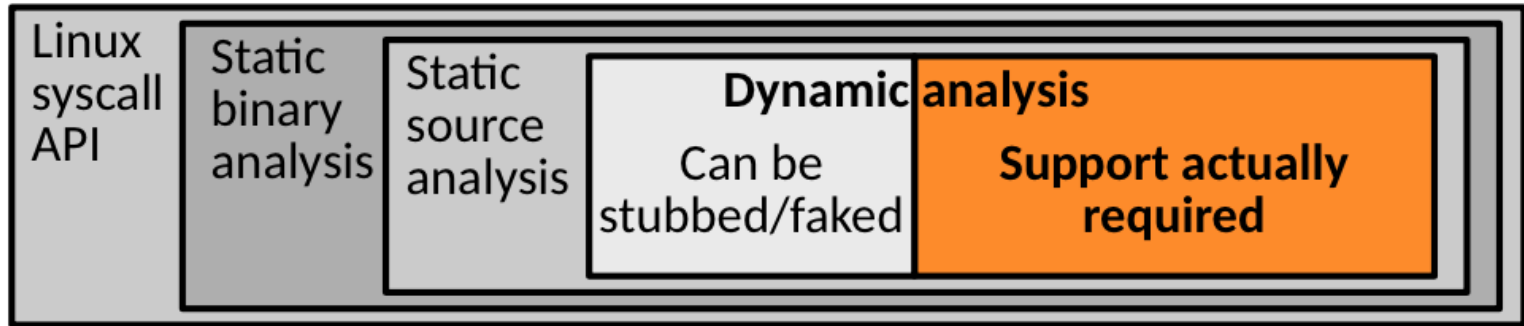 Linux
syscall
API
Static
binary
analysis
Static
source
analysis
Dynamic analysis
Can be
stubbed/faked
Support actually
required